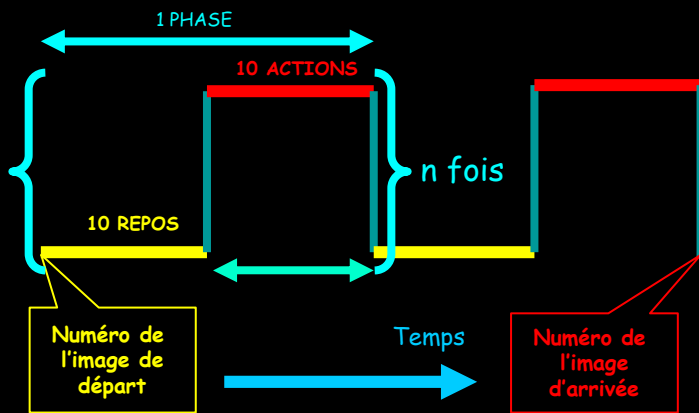 1 PHASE
10 ACTIONS
n fois
10 REPOS
Temps
Numéro de
l'image de
départ
Numéro de
l'image
d'arrivée